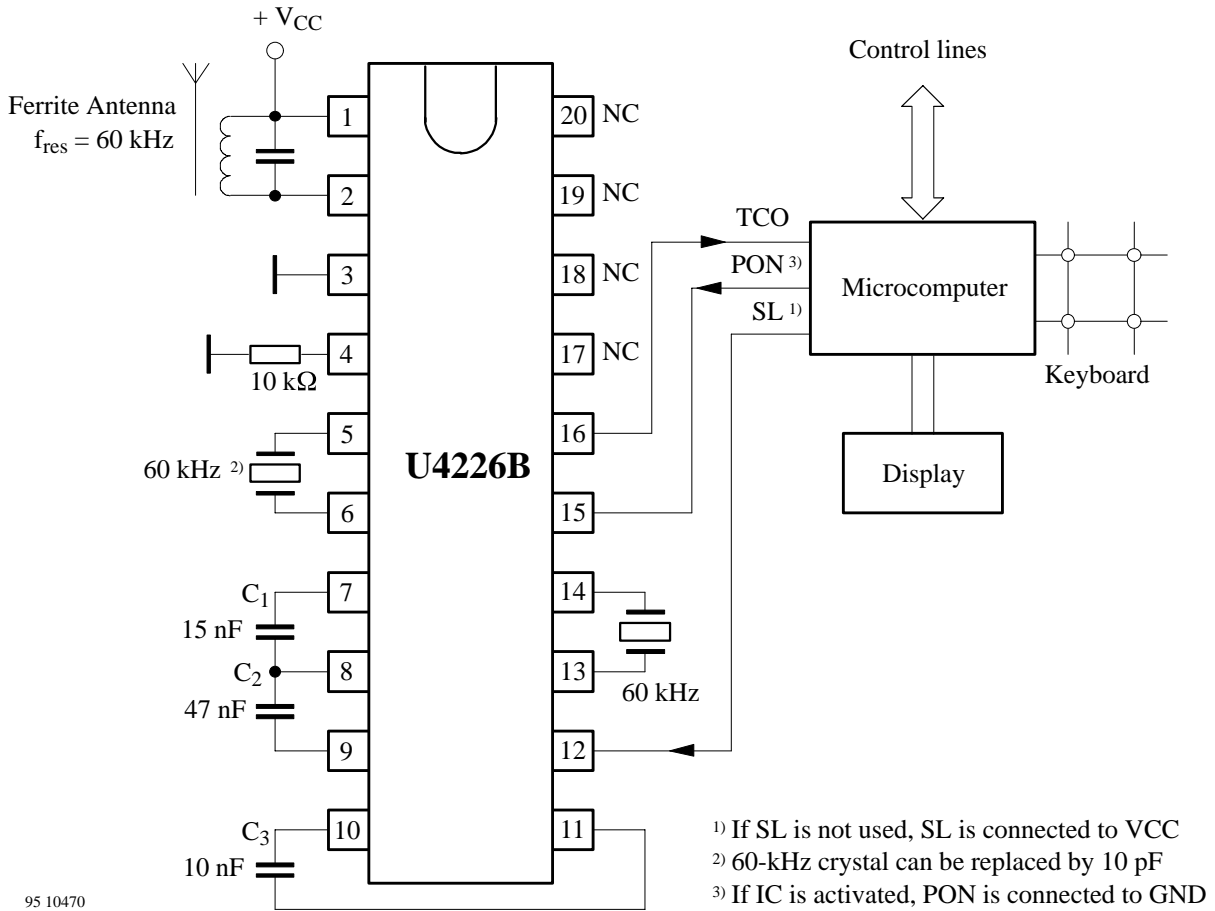 + VCC
Control lines
Ferrite Antenna
fres = 60 kHz
1
20 NC
2
19 NC
TCO
3
18 NC
PON 3)
Microcomputer
SL 1)
4
17 NC
10 kΩ
Keyboard
5
16
60 kHz 2)
U4226B
Display
6
15
C1
7
14
15 nF
C2
8
13
60 kHz
47 nF
9
12
C3
10
11
10 nF
1) If SL is not used, SL is connected to VCC
2) 60-kHz crystal can be replaced by 10 pF
3) If IC is activated, PON is connected to GND
95 10470